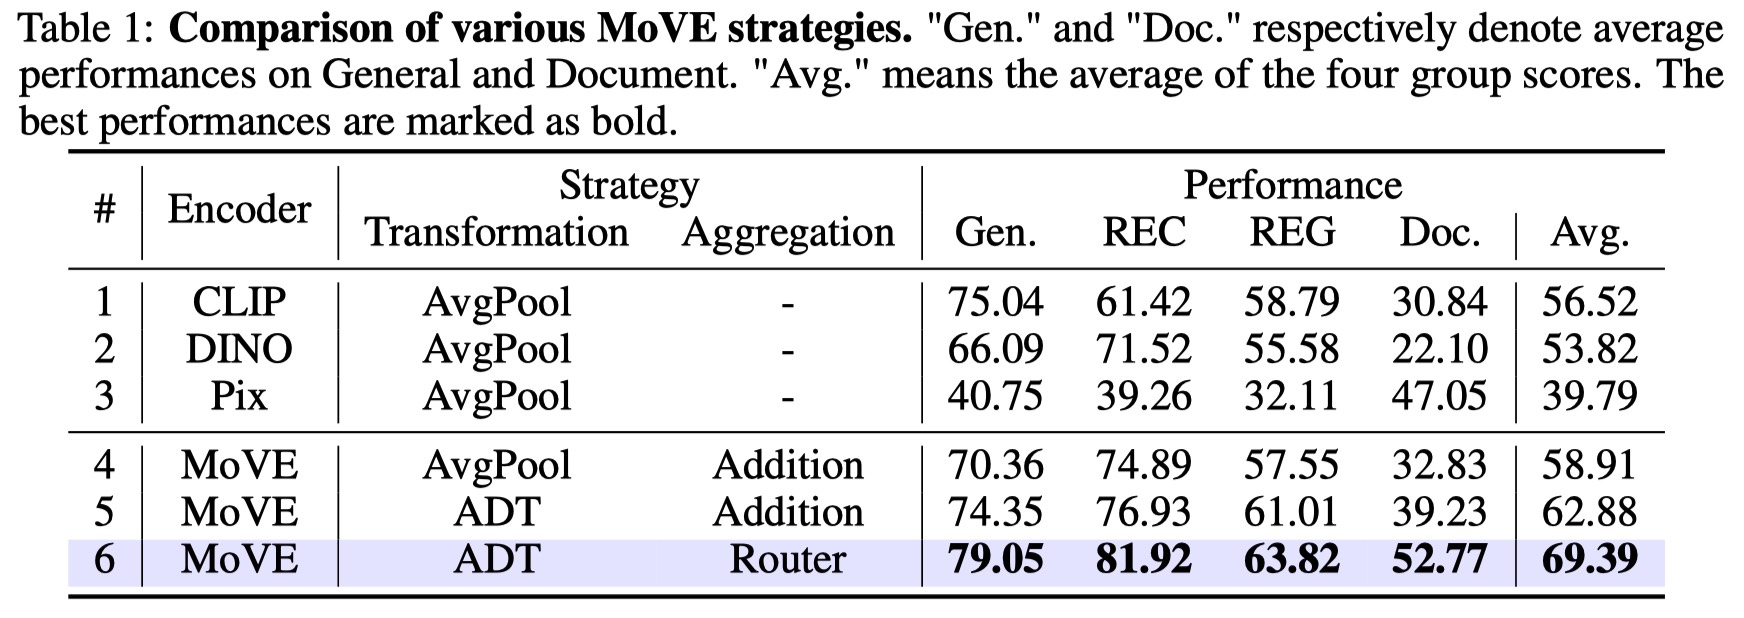 Table 1: Comparison of various MoVE strategies. "Gen." and "Doc." respectively denote average
performances on General and Document. "Avg." means the average of the four group scores. The
best performances are marked as bold.
# Encoder Strategy Performance
Transformation Aggregation Gen. REC REG Doc. Avg.
1 CLIP AvgPool - 75.04 61.42 58.79 30.84 56.52
2 DINO AvgPool - 66.09 71.52 55.58 22.10 53.82
3 Pix AvgPool - 40.75 39.26 32.11 47.05 39.79
4 MoVE AvgPool Addition 70.36 74.89 57.55 32.83 58.91
5 MoVE ADT Addition 74.35 76.93 61.01 39.23 62.88
6 MoVE ADT Router 79.05 81.92 63.82 52.77 69.39